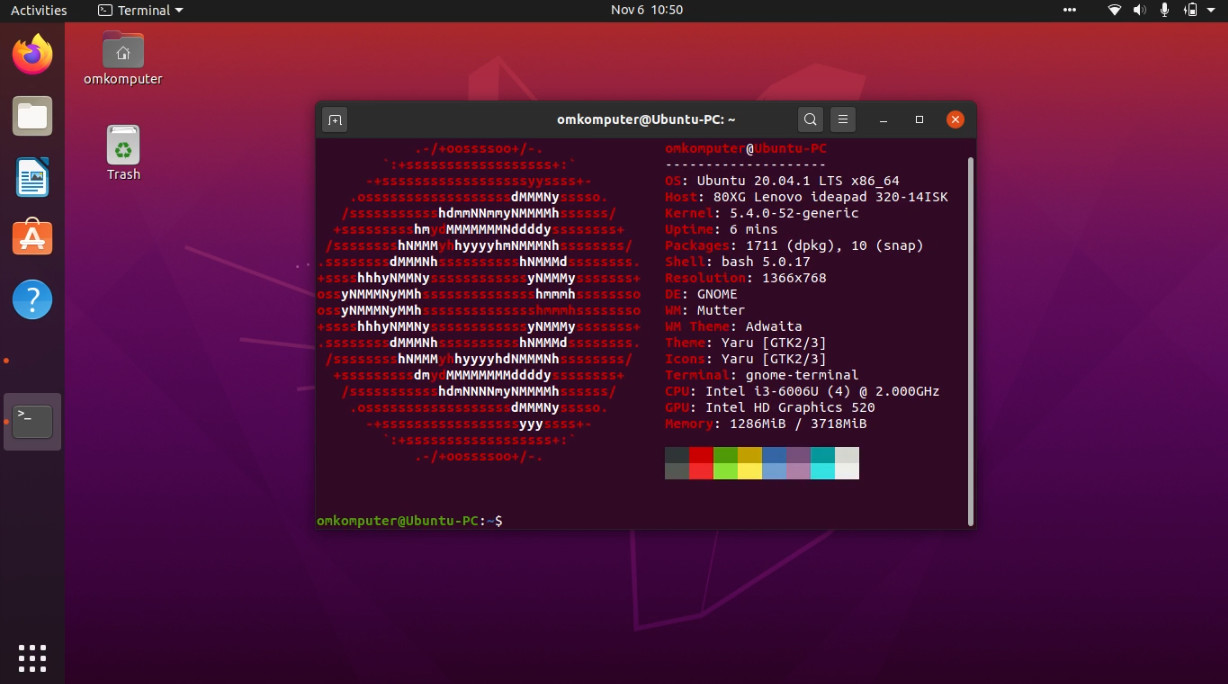 Activities
Terminal
Nov 6 10:50
omkomputer
Trash
omkomputer@Ubuntu-PC: ~
.-/+oossssoo+/-.
`:+ssssssssssssssssss+:`
-+ssssssssssssssssssyyssss+-
.ossssssssssssssssssdMMMNysssso.
/ssssssssssshdmmNNmmyNMMMMhssssss/
+ssssssssshmydMMMMMMMNddddyssssssss+
/sssssssshNMMMyhhyyyyhmNMMMNhssssssss/
.ssssssssdMMMNhsssssssssshNMMMdssssssss.
+sssshhhyNMMNyssssssssssssyNMMMysssssss+
ossyNMMMNyMMhsssssssssssssshmmmhssssssso
ossyNMMMNyMMhsssssssssssssshmmmhssssssso
+sssshhhyNMMNyssssssssssssyNMMMysssssss+
.ssssssssdMMMNhsssssssssshNMMMdssssssss.
/sssssssshNMMMyhhyyyyhdNMMMNhssssssss/
+sssssssssdmydMMMMMMMMddddyssssssss+
/ssssssssssshdmNNNNmyNMMMMhssssss/
.ossssssssssssssssssdMMMNysssso.
-+sssssssssssssssssyyyssss+-
`:+ssssssssssssssssss+:`
.-/+oossssoo+/-.
omkomputer@Ubuntu-PC
--------------------
OS: Ubuntu 20.04.1 LTS x86_64
Host: 80XG Lenovo ideapad 320-14ISK
Kernel: 5.4.0-52-generic
Uptime: 6 mins
Packages: 1711 (dpkg), 10 (snap)
Shell: bash 5.0.17
Resolution: 1366x768
DE: GNOME
WM: Mutter
WM Theme: Adwaita
Theme: Yaru [GTK2/3]
Icons: Yaru [GTK2/3]
Terminal: gnome-terminal
CPU: Intel i3-6006U (4) @ 2.000GHz
GPU: Intel HD Graphics 520
Memory: 1286MiB / 3718MiB
omkomputer@Ubuntu-PC:~$